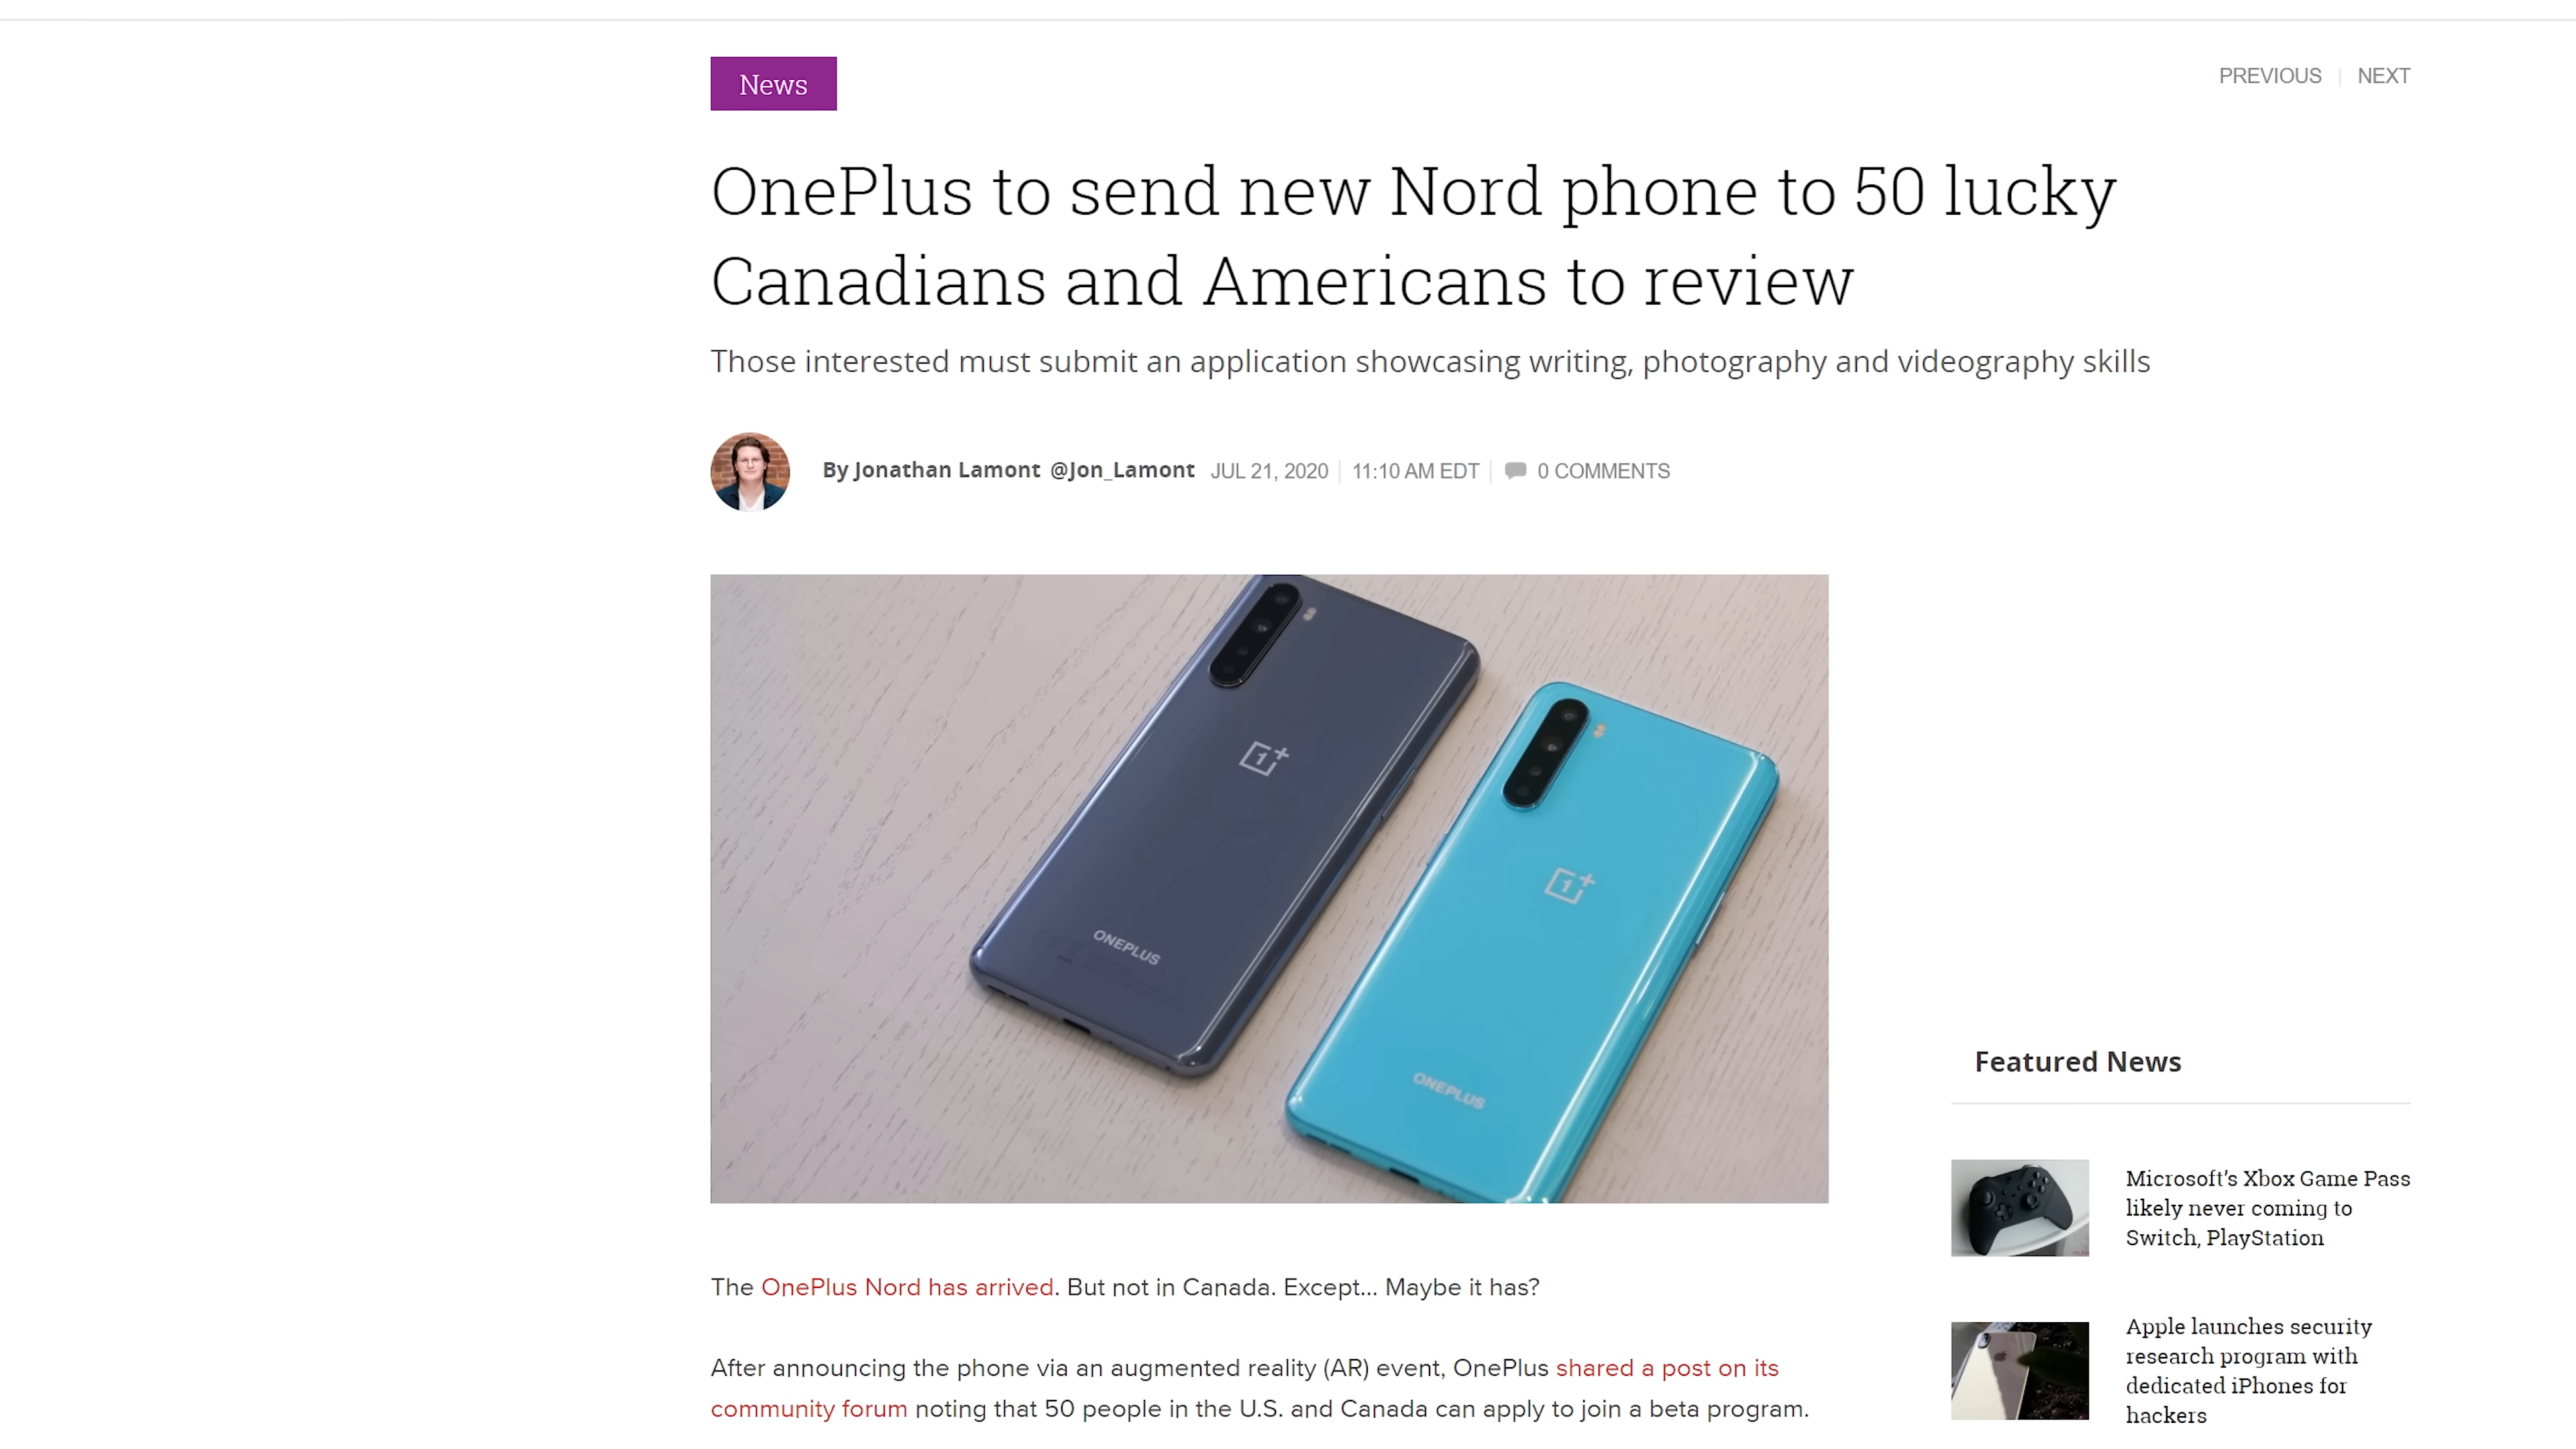 News
PREVIOUS
NEXT
OnePlus to send new Nord phone to 50 lucky
Canadians and Americans to review
Those interested must submit an application showcasing writing, photography and videography skills
By Jonathan Lamont @Jon_Lamont JUL 21, 2020 11:10 AM EDT 0 COMMENTS
1+
ONEPLUS
1+
ONEPLUS
The OnePlus Nord has arrived. But not in Canada. Except... Maybe it has?
After announcing the phone via an augmented reality (AR) event, OnePlus shared a post on its
community forum noting that 50 people in the U.S. and Canada can apply to join a beta program.
Featured News
Microsoft's Xbox Game Pass
likely never coming to
Switch, PlayStation
Apple launches security
research program with
dedicated iPhones for
hackers